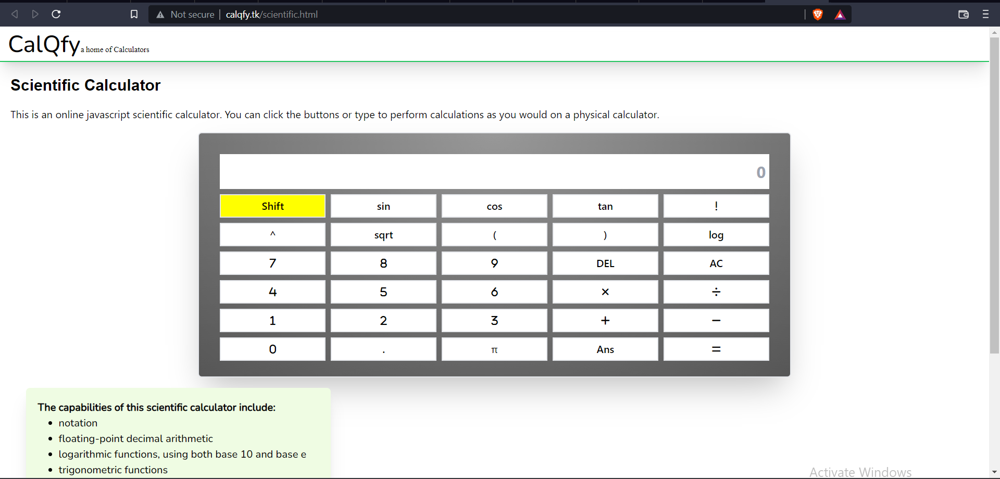 Not secure calqfy.tk/scientific.html
CalQfy a home of Calculators
Scientific Calculator
This is an online javascript scientific calculator. You can click the buttons or type to perform calculations as you would on a physical calculator.
0
Shift sin cos tan !
^ sqrt ( ) log
7 8 9 DEL AC
4 5 6 × ÷
1 2 3 + −
0 . π Ans =
The capabilities of this scientific calculator include:
• notation
• floating-point decimal arithmetic
• logarithmic functions, using both base 10 and base e
• trigonometric functions
Activate Windows